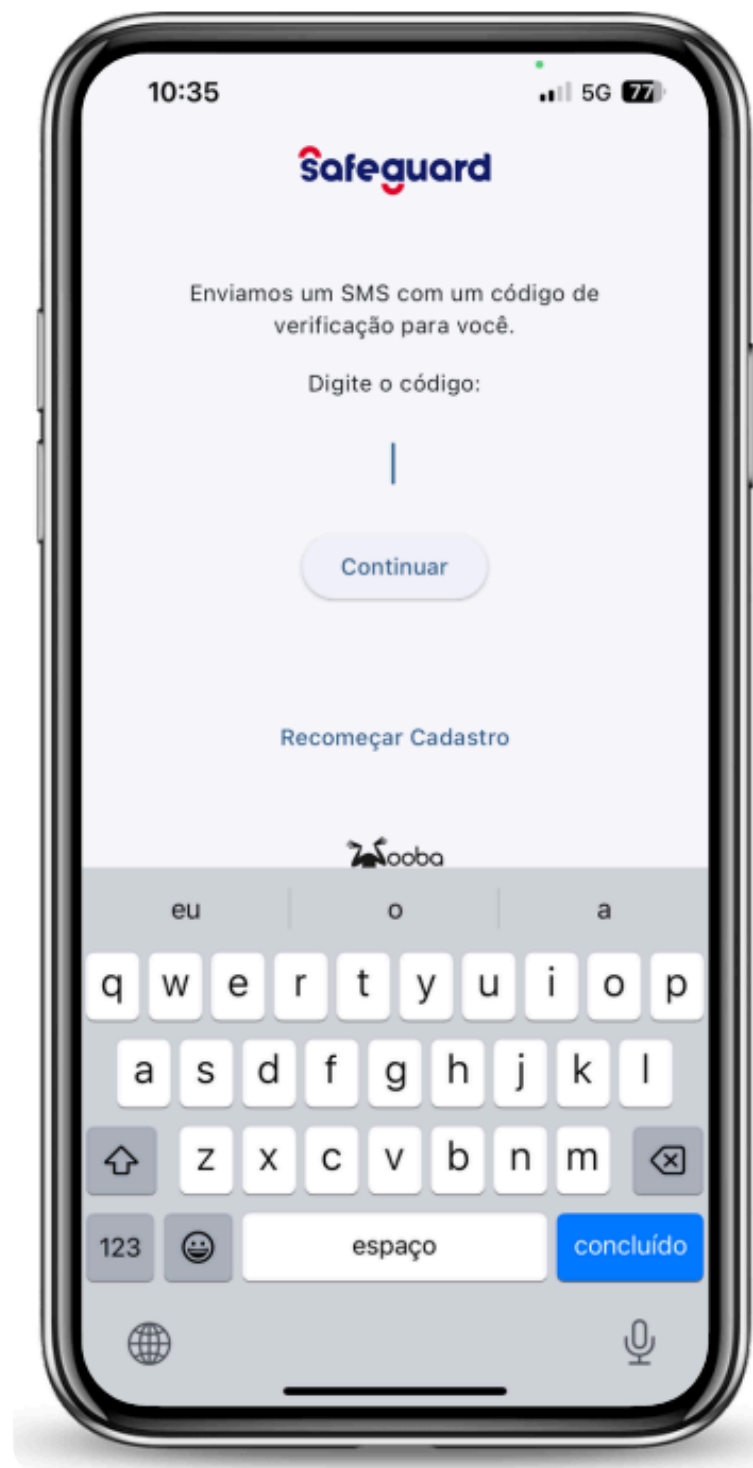 10:35
5G 77
Safeguard
Enviamos um SMS com um código de
verificação para você.
Digite o código:
Continuar
Recomeçar Cadastro
Wooba
eu o a
q w e r t y u i o p
a s d f g h j k l
z x c v b n m
123 espaço concluído